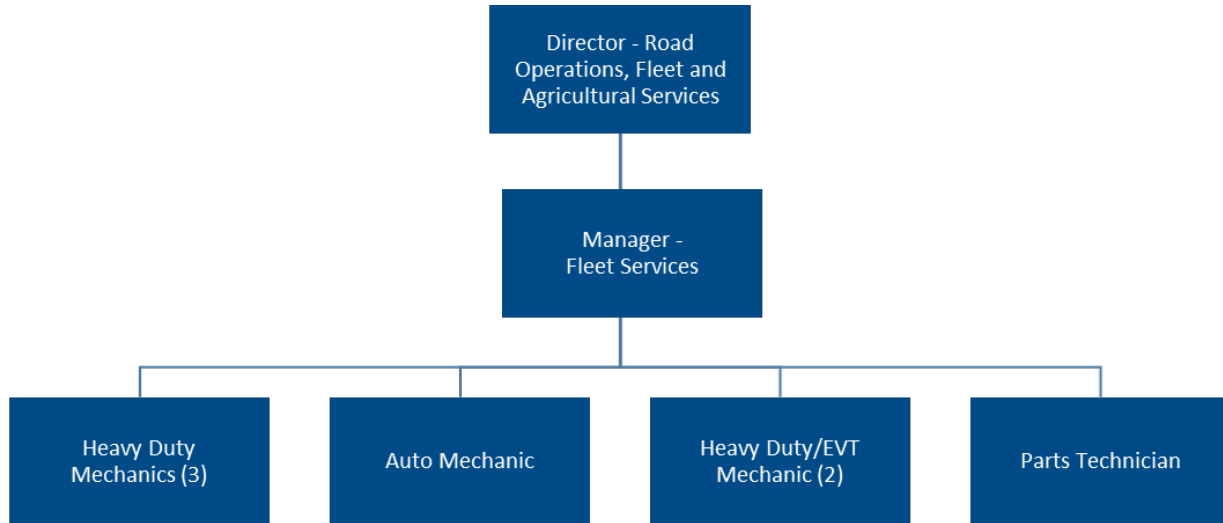 Director - Road
Operations, Fleet and
Agricultural Services
Manager -
Fleet Services
Heavy Duty
Mechanics (3)
Auto Mechanic
Heavy Duty/EVT
Mechanic (2)
Parts Technician